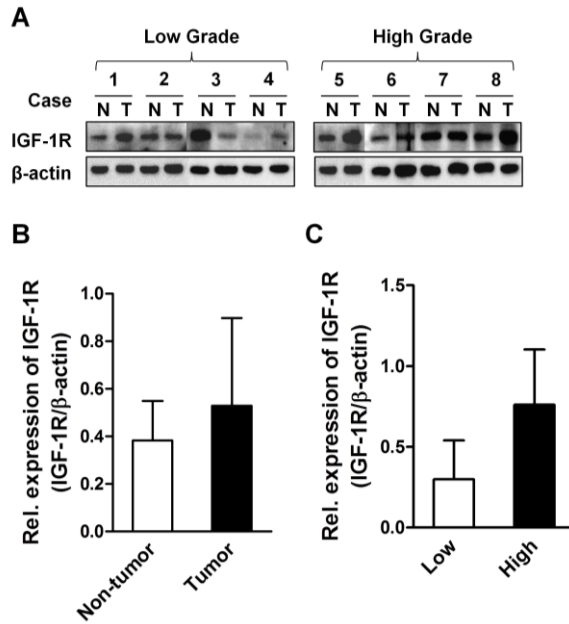 A
Low Grade High Grade
1 2 3 4 5 6 7 8
Case N T N T N T N T N T N T N T N T
IGF-1R
β-actin
B
Rel. expression of IGF-1R
(IGF-1R/β-actin)
1.0
0.8
0.6
0.4
0.2
0.0
Non-tumor
Tumor
C
Rel. expression of IGF-1R
(IGF-1R/β-actin)
1.5
1.0
0.5
0.0
Low
High